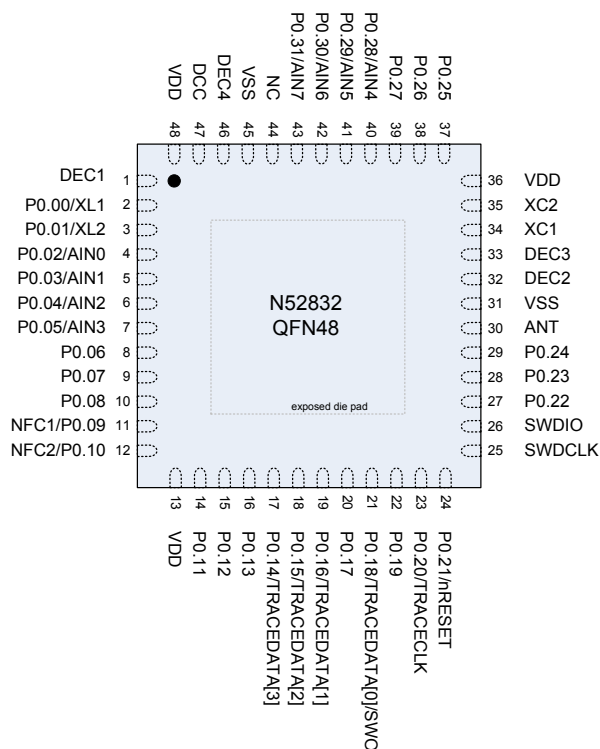 P0.31/AIN7
P0.30/AIN6
P0.29/AIN5
P0.28/AIN4
P0.27
P0.26
P0.25
VDD
DCC
DEC4
VSS
NC
48
47
46
45
44
43
42
41
40
39
38
37
DEC1 1
P0.00/XL1 2
P0.01/XL2 3
P0.02/AIN0 4
P0.03/AIN1 5
P0.04/AIN2 6
P0.05/AIN3 7
P0.06 8
P0.07 9
P0.08 10
NFC1/P0.09 11
NFC2/P0.10 12
N52832
QFN48
exposed die pad
36 VDD
35 XC2
34 XC1
33 DEC3
32 DEC2
31 VSS
30 ANT
29 P0.24
28 P0.23
27 P0.22
26 SWDIO
25 SWDCLK
13
14
15
16
17
18
19
20
21
22
23
24
VDD
P0.11
P0.12
P0.13
P0.14/TRACEDATA[3]
P0.15/TRACEDATA[2]
P0.16/TRACEDATA[1]
P0.17
P0.18/TRACEDATA[0]/SWO
P0.19
P0.20/TRACECLK
P0.21/nRESET